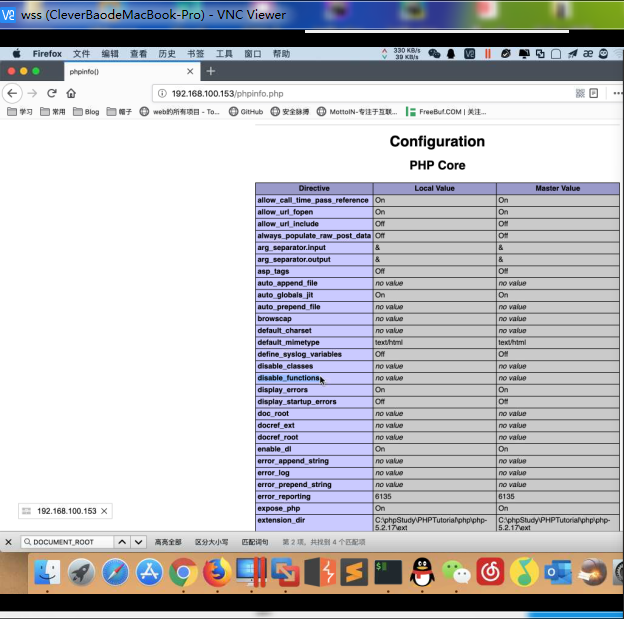 wss (CleverBaodeMacBook-Pro) - VNC Viewer
Firefox 文件 编辑 查看 历史 书签 工具 窗口 帮助 330 KB/s 39 KB/s
phpinfo()
192.168.100.153/phpinfo.php
学习 常用 Blog 帽子 web的所有项目 - To... GitHub 安全脉搏 MottoIN-专注于互联... FreeBuf.COM | 关注...
Configuration
PHP Core
Directive Local Value Master Value
allow_call_time_pass_reference On On
allow_url_fopen On On
allow_url_include Off Off
always_populate_raw_post_data Off Off
arg_separator.input & &
arg_separator.output & &
asp_tags Off Off
auto_append_file no value no value
auto_globals_jit On On
auto_prepend_file no value no value
browscap no value no value
default_charset no value no value
default_mimetype text/html text/html
define_syslog_variables Off Off
disable_classes no value no value
disable_functions no value no value
display_errors On On
display_startup_errors Off Off
doc_root no value no value
docref_ext no value no value
docref_root no value no value
enable_dl On On
error_append_string no value no value
error_log no value no value
error_prepend_string no value no value
error_reporting 6135 6135
expose_php On On
extension_dir C:\phpStudy\PHPTutorial\php\php-5.2.17\ext C:\phpStudy\PHPTutorial\php\php-5.2.17\ext
192.168.100.153
DOCUMENT_ROOT 高亮全部 区分大小写 匹配词句 第 2 项，共找到 4 个匹配项